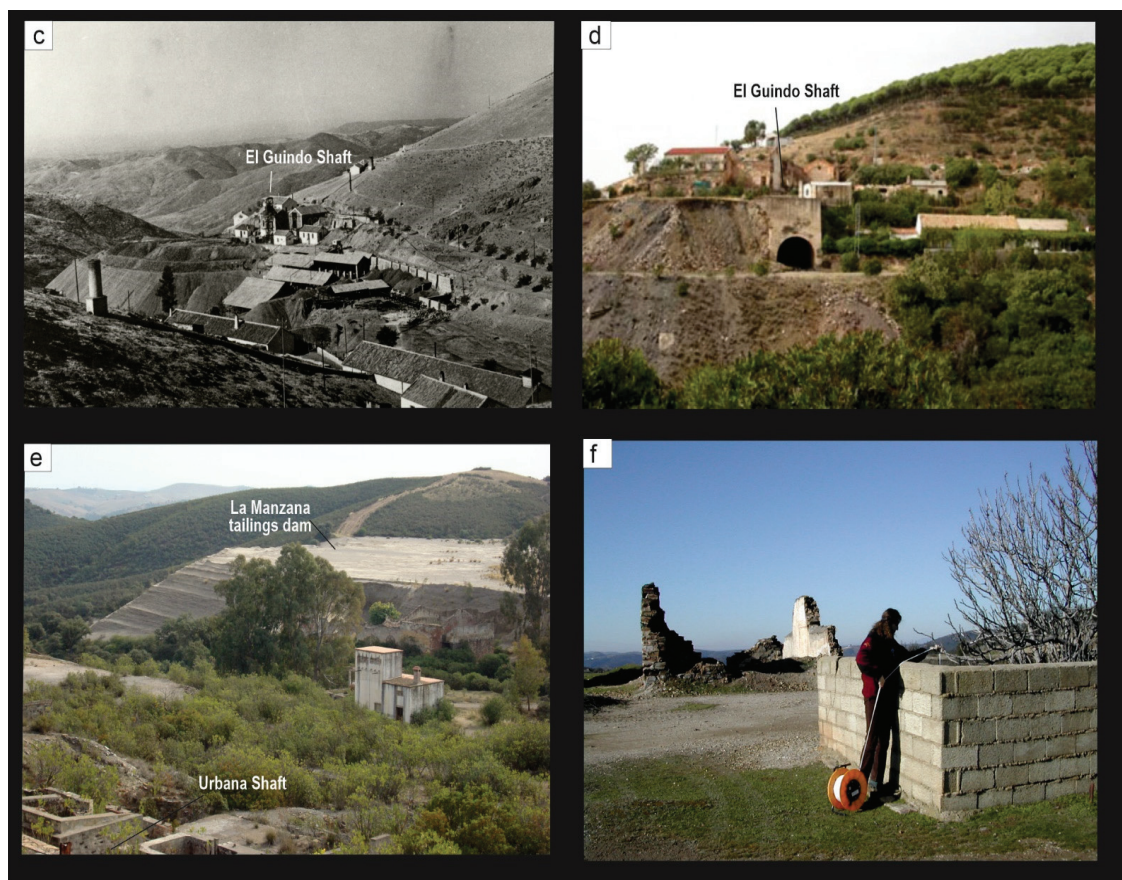 c
El Guindo Shaft
d
El Guindo Shaft
e
La Manzana
tailings dam
Urbana Shaft
f